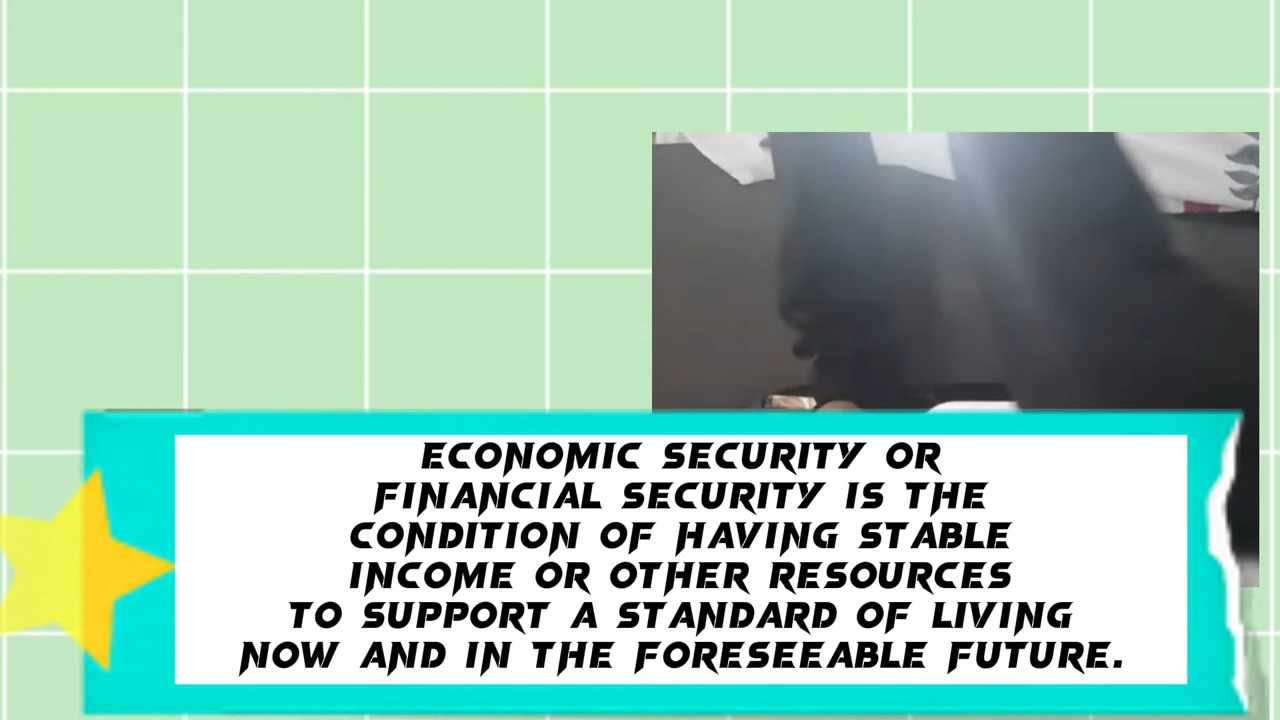 ECONOMIC SECURITY OR
FINANCIAL SECURITY IS THE
CONDITION OF HAVING STABLE
INCOME OR OTHER RESOURCES
TO SUPPORT A STANDARD OF LIVING
NOW AND IN THE FORESEEABLE FUTURE.